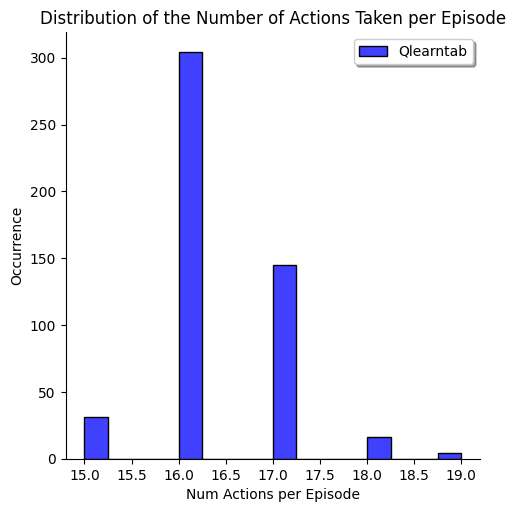 Distribution of the Number of Actions Taken per Episode
Qlearntab
Occurrence
300
250
200
150
100
50
0
15.0 15.5 16.0 16.5 17.0 17.5 18.0 18.5 19.0
Num Actions per Episode